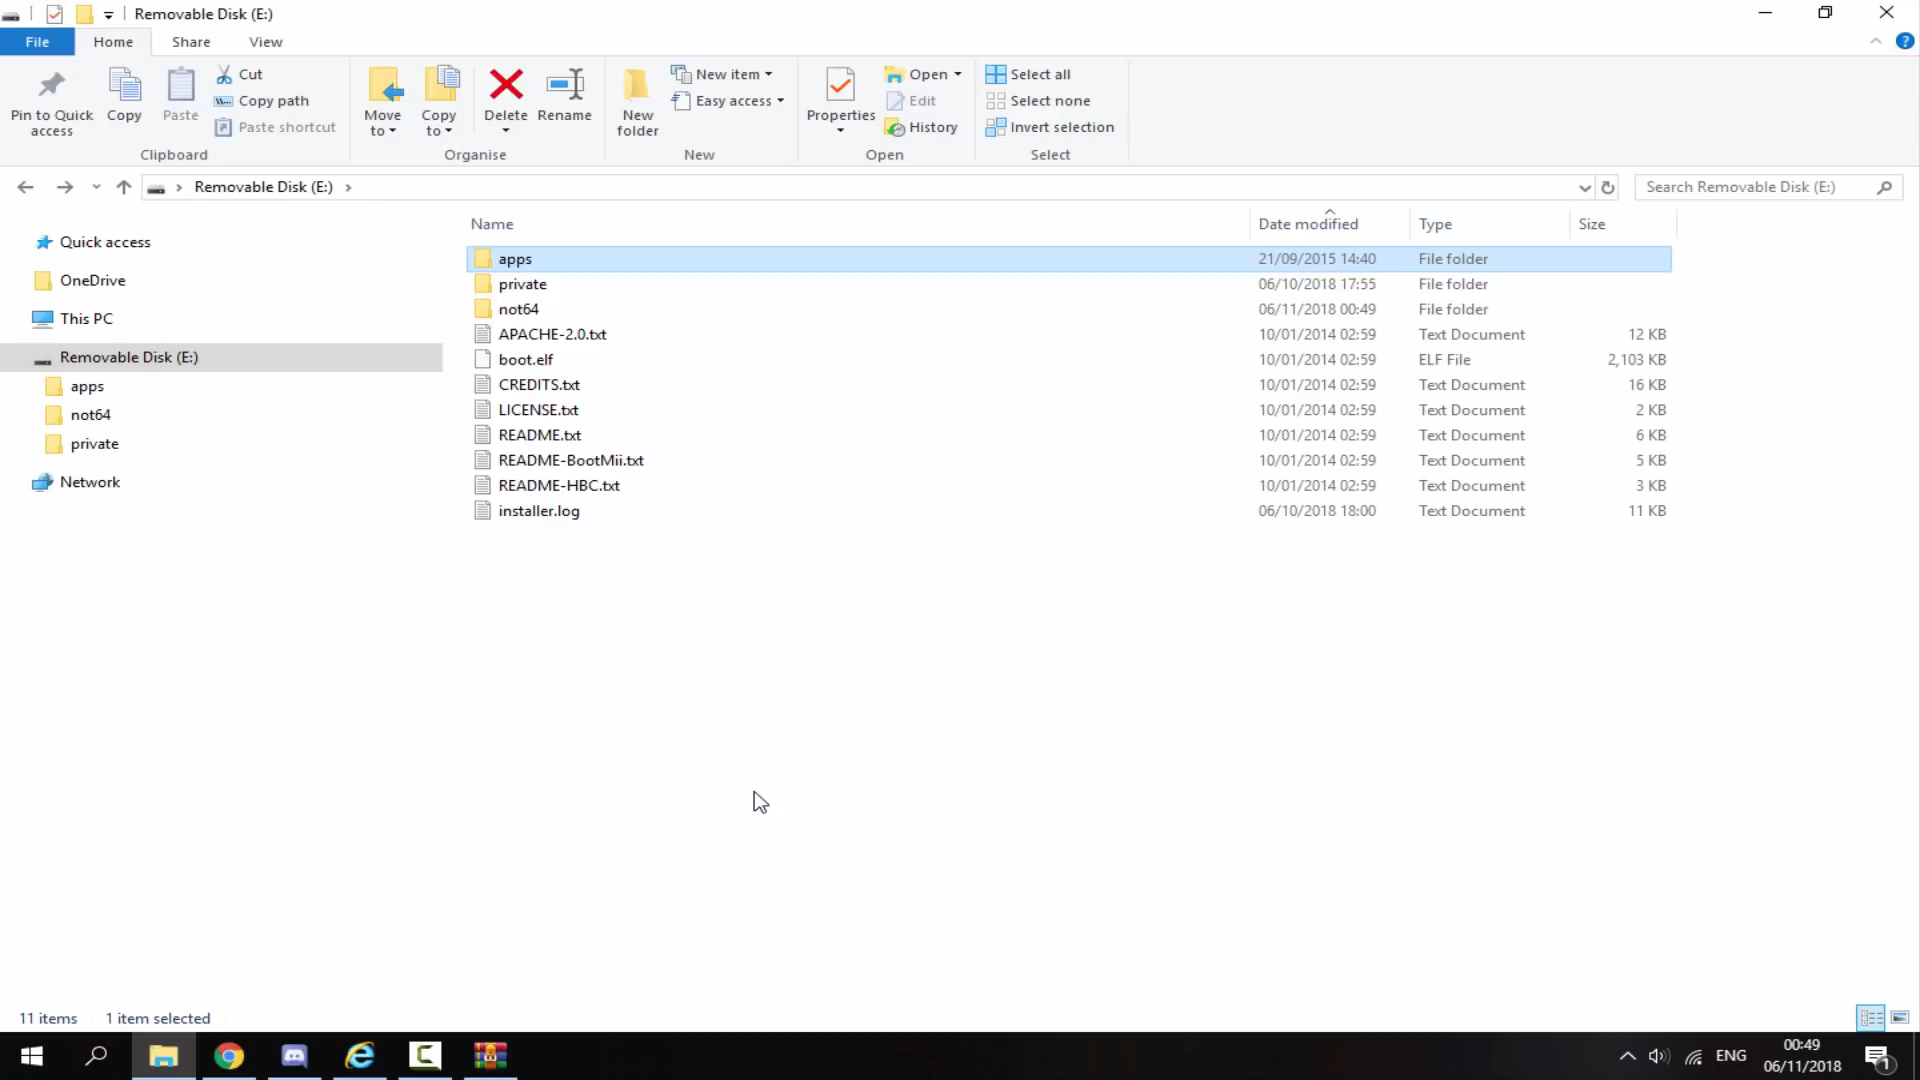 Removable Disk (E:)
File Home Share View
Pin to Quick access
Copy
Paste
Cut
Copy path
Paste shortcut
Clipboard
Move to
Copy to
Delete
Rename
Organise
New folder
New item
Easy access
New
Properties
Open
Edit
History
Open
Select all
Select none
Invert selection
Select
Removable Disk (E:)
Search Removable Disk (E:)
Quick access
OneDrive
This PC
Removable Disk (E:)
apps
not64
private
Network
Name Date modified Type Size
apps 21/09/2015 14:40 File folder
private 06/10/2018 17:55 File folder
not64 06/11/2018 00:49 File folder
APACHE-2.0.txt 10/01/2014 02:59 Text Document 12 KB
boot.elf 10/01/2014 02:59 ELF File 2,103 KB
CREDITS.txt 10/01/2014 02:59 Text Document 16 KB
LICENSE.txt 10/01/2014 02:59 Text Document 2 KB
README.txt 10/01/2014 02:59 Text Document 6 KB
README-BootMii.txt 10/01/2014 02:59 Text Document 5 KB
README-HBC.txt 10/01/2014 02:59 Text Document 3 KB
installer.log 06/10/2018 18:00 Text Document 11 KB
11 items 1 item selected
ENG
00:49
06/11/2018
1